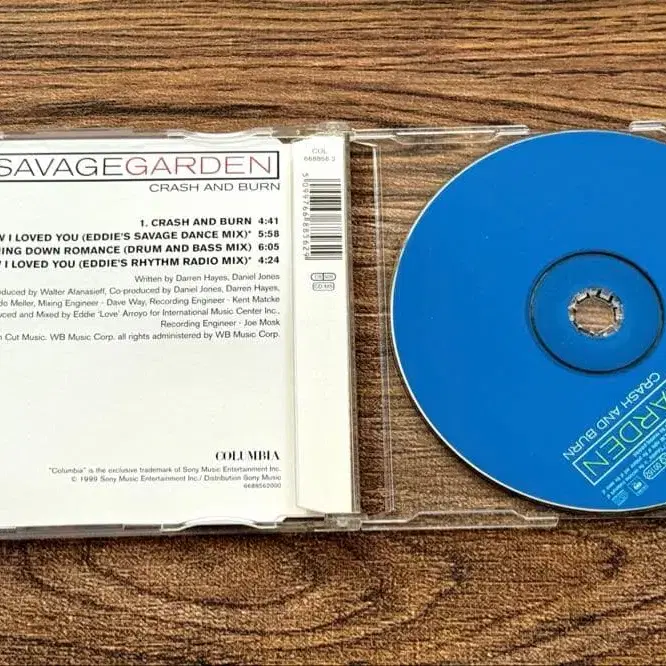 SAVAGEGARDEN
CRASH AND BURN
1. CRASH AND BURN 4:41
I LOVED YOU (EDDIE'S SAVAGE DANCE MIX)* 5:58
DOWN ROMANCE (DRUM AND BASS MIX) 6:05
I LOVED YOU (EDDIE'S RHYTHM RADIO MIX)* 4:24
Written by Darren Hayes, Daniel Jones
by Walter Afanasieff, Co-produced by Daniel Jones, Darren Hayes,
Meller, Mixing Engineer - Dave Way, Recording Engineer - Kent Matcke
and Mixed by Eddie 'Love' Arroyo for International Music Center Inc.,
Recording Engineer - Joe Mosk
Cut Music. WB Music Corp. all rights administered by WB Music Corp.
COLUMBIA
"Columbia" is the exclusive trademark of Sony Music Entertainment Inc.
© 1999 Sony Music Entertainment Inc./ Distribution Sony Music
6688562000
COL
668856 2
5099766885629
ARDEN
CRASH AND BURN